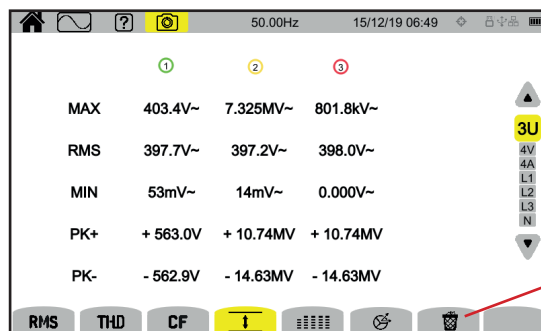 ? 50.00Hz 15/12/19 06:49
1 2 3
MAX 403.4V~ 7.325MV~ 801.8kV~
3U
RMS 397.7V~ 397.2V~ 398.0V~
4V
4A
L1
MIN 53mV~ 14mV~ 0.000V~
L2
L3
N
PK+ + 563.0V + 10.74MV + 10.74MV
PK- - 562.9V - 14.63MV - 14.63MV
RMS THD CF